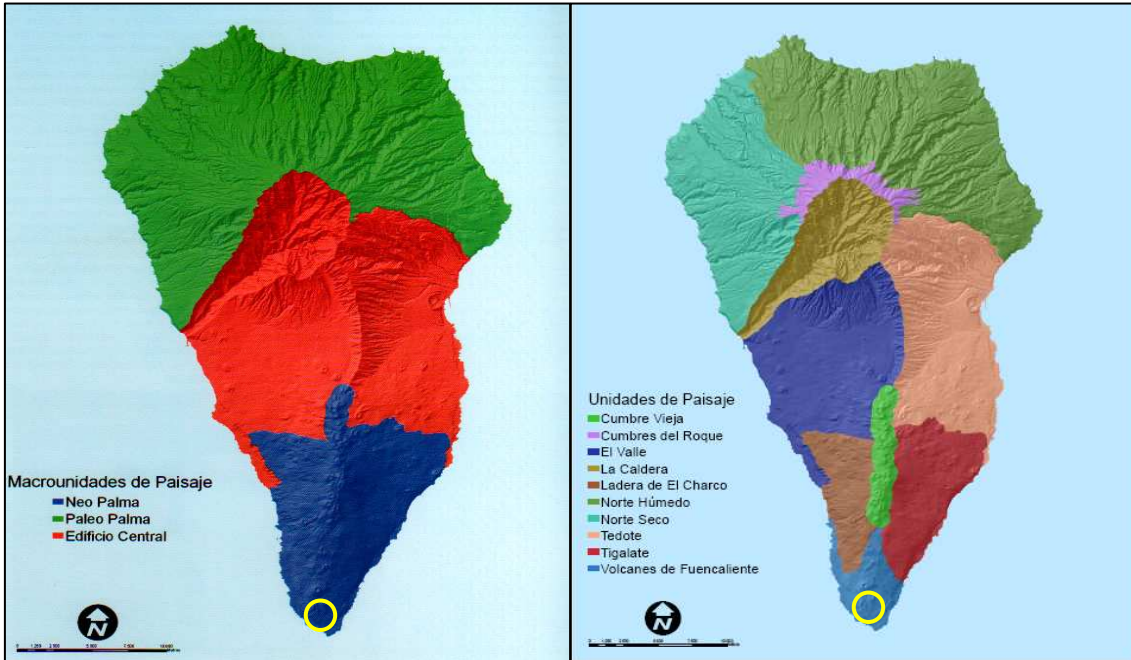 Macrounidades de Paisaje
Neo Palma
Paleo Palma
Edificio Central
N
Unidades de Paisaje
Cumbre Vieja
Cumbres del Roque
El Valle
La Caldera
Ladera de El Charco
Norte Húmedo
Norte Seco
Tedote
Tigalate
Volcanes de Fuencaliente
N